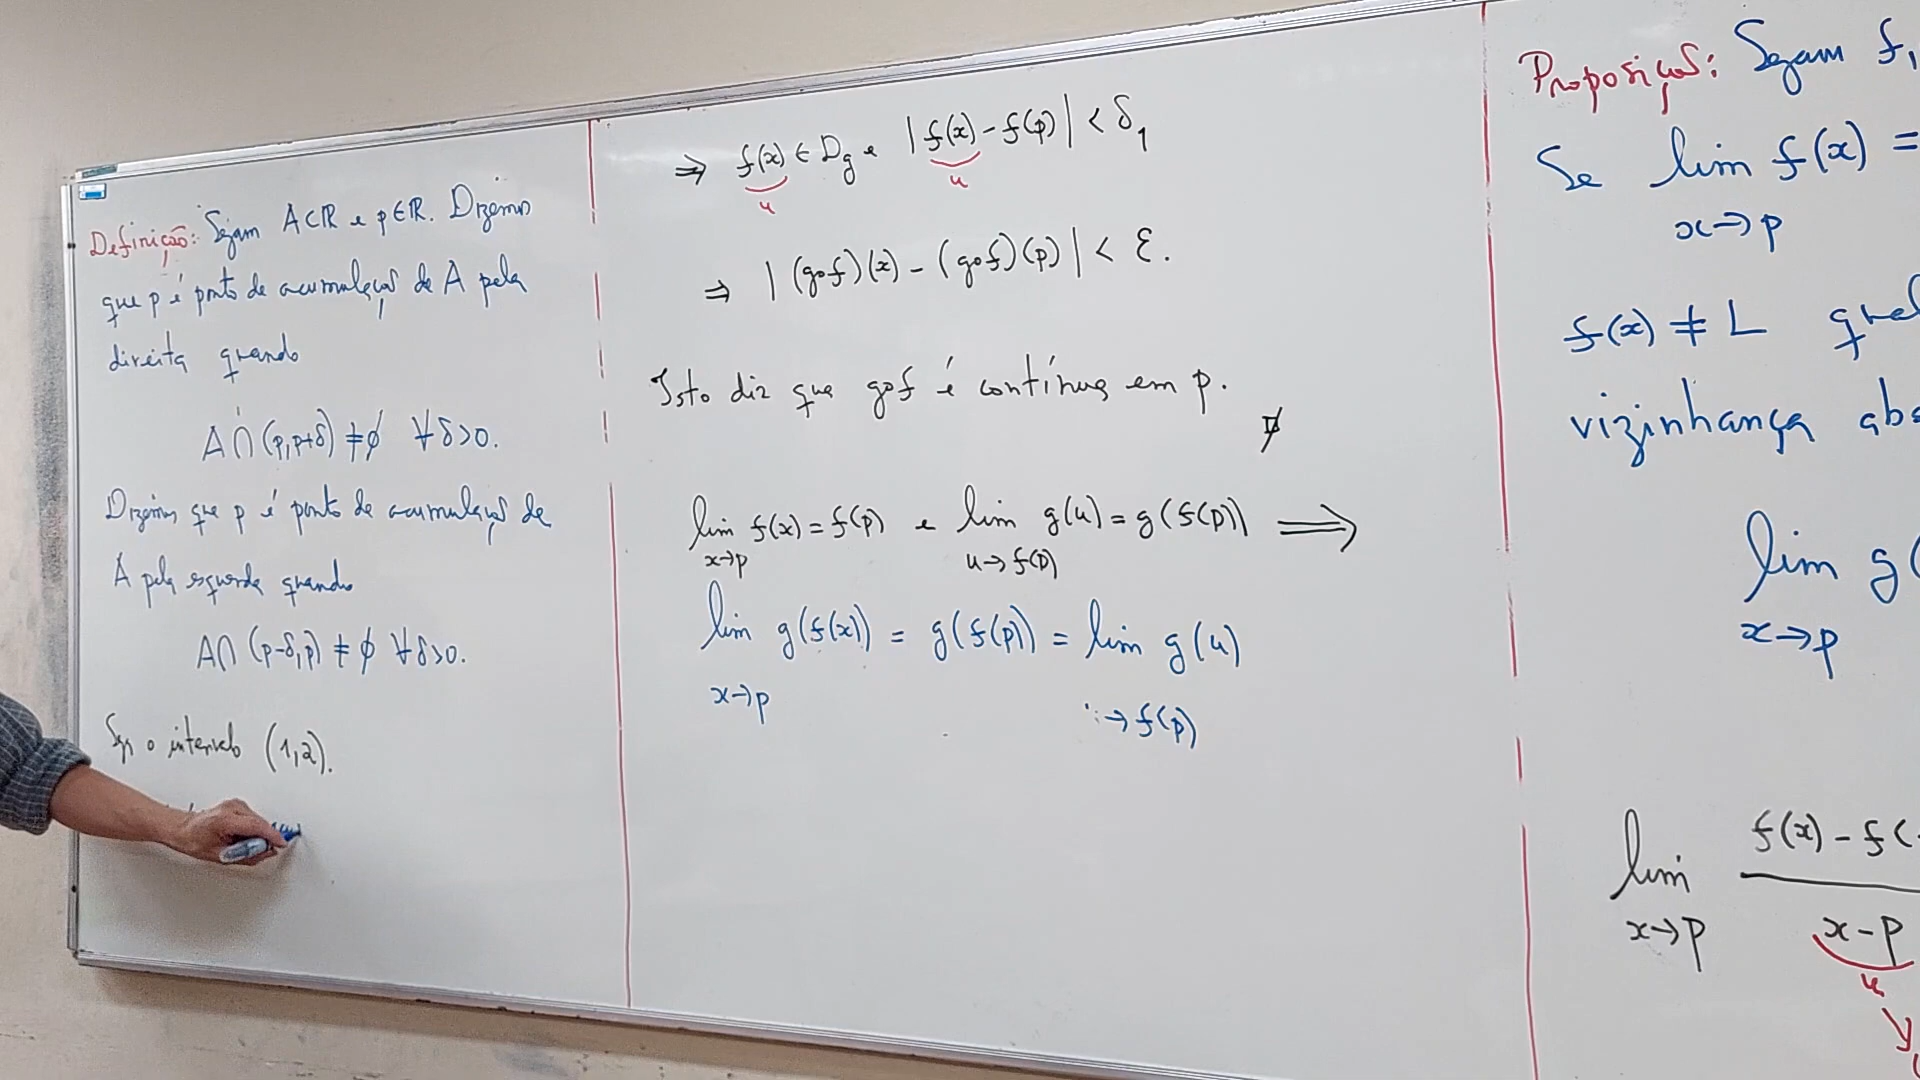 Definição: Sejam A⊂ℝ e p∈ℝ. Dizemos
que p é ponto de acumulação de A pela
direita quando
A∩(p,p+δ)≠∅ ∀δ>0.
Dizemos que p é ponto de acumulação de
A pela esquerda quando
A∩(p-δ,p)≠∅ ∀δ>0.
Seja o intervalo (1,2).
⇒ f(x)∈D_g e |f(x)-f(p)|<δ₁
u u
⇒ |(g∘f)(x)-(g∘f)(p)|<ε.
Isto diz que g∘f é contínua em p.
lim f(x)=f(p) e lim g(u)=g(f(p)) ⟹
x→p u→f(p)
lim g(f(x)) = g(f(p)) = lim g(u)
x→p →f(p)
Proposição: Sejam f,
Se lim f(x) =
x→p
f(x)≠L
vizinhança
lim g(
x→p
lim f(x)-f(
x→p x-p
u
y